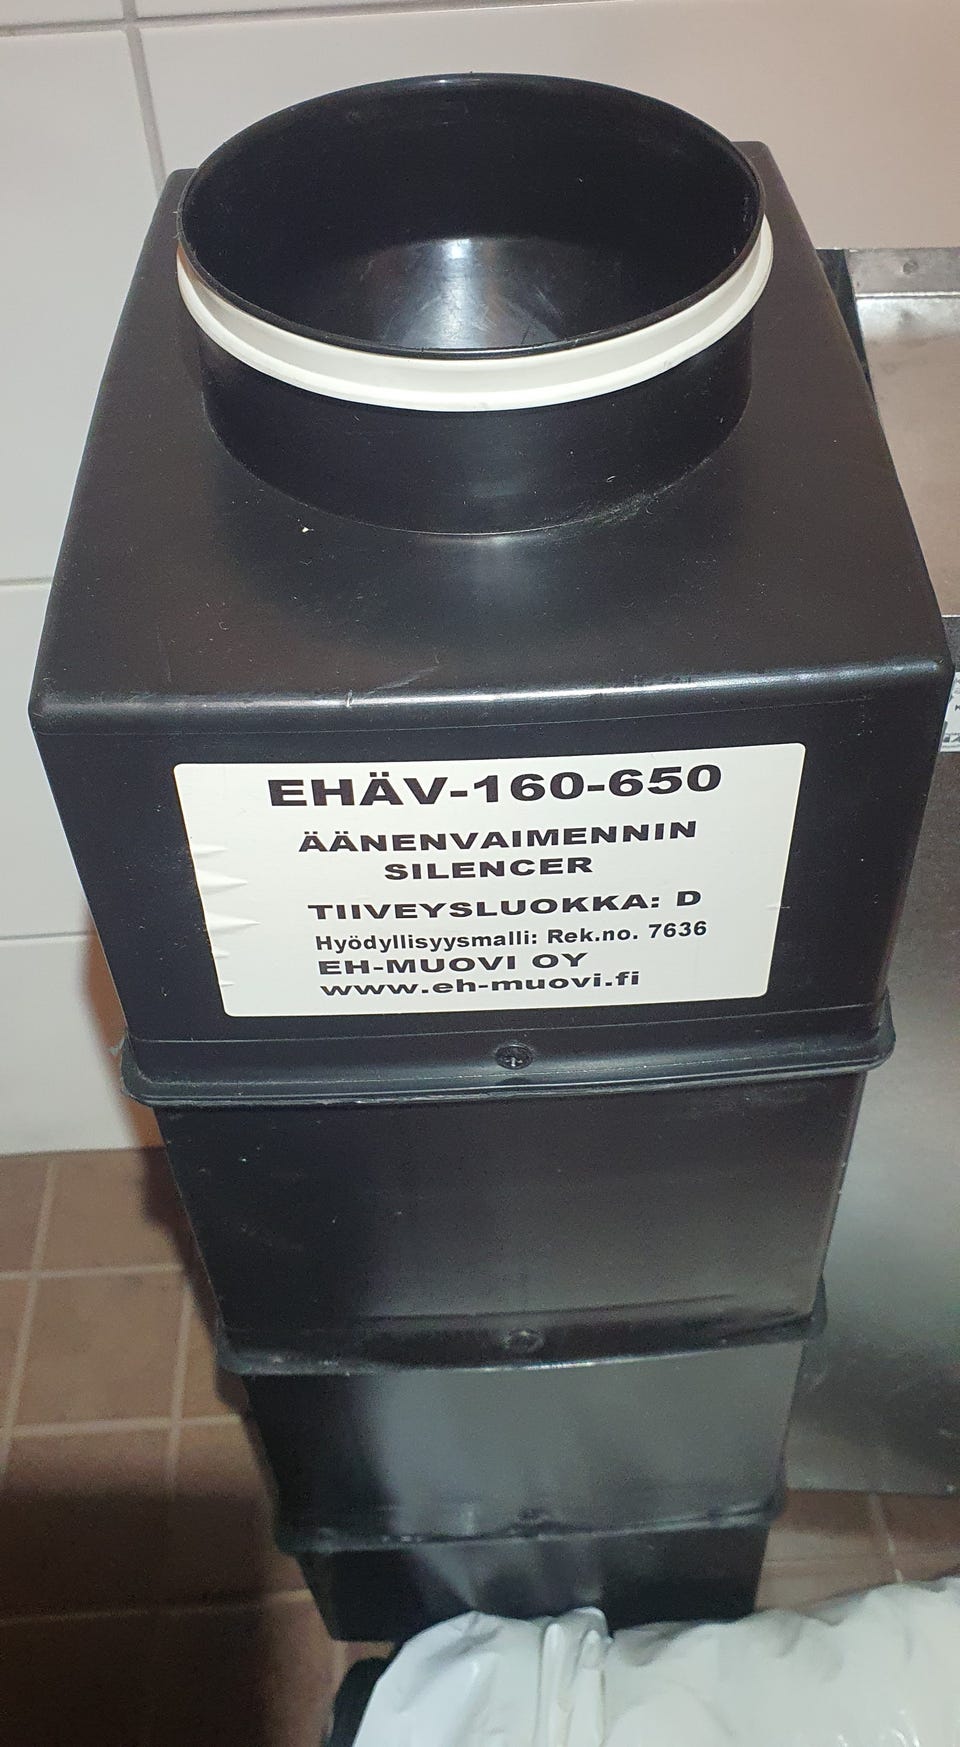 EHÄV-160-650
ÄÄNENVAIMENNIN
SILENCER
TIIVEYSLUOKKA: D
Hyödyllisyysmalli: Rek.no. 7636
EH-MUOVI OY
www.eh-muovi.fi